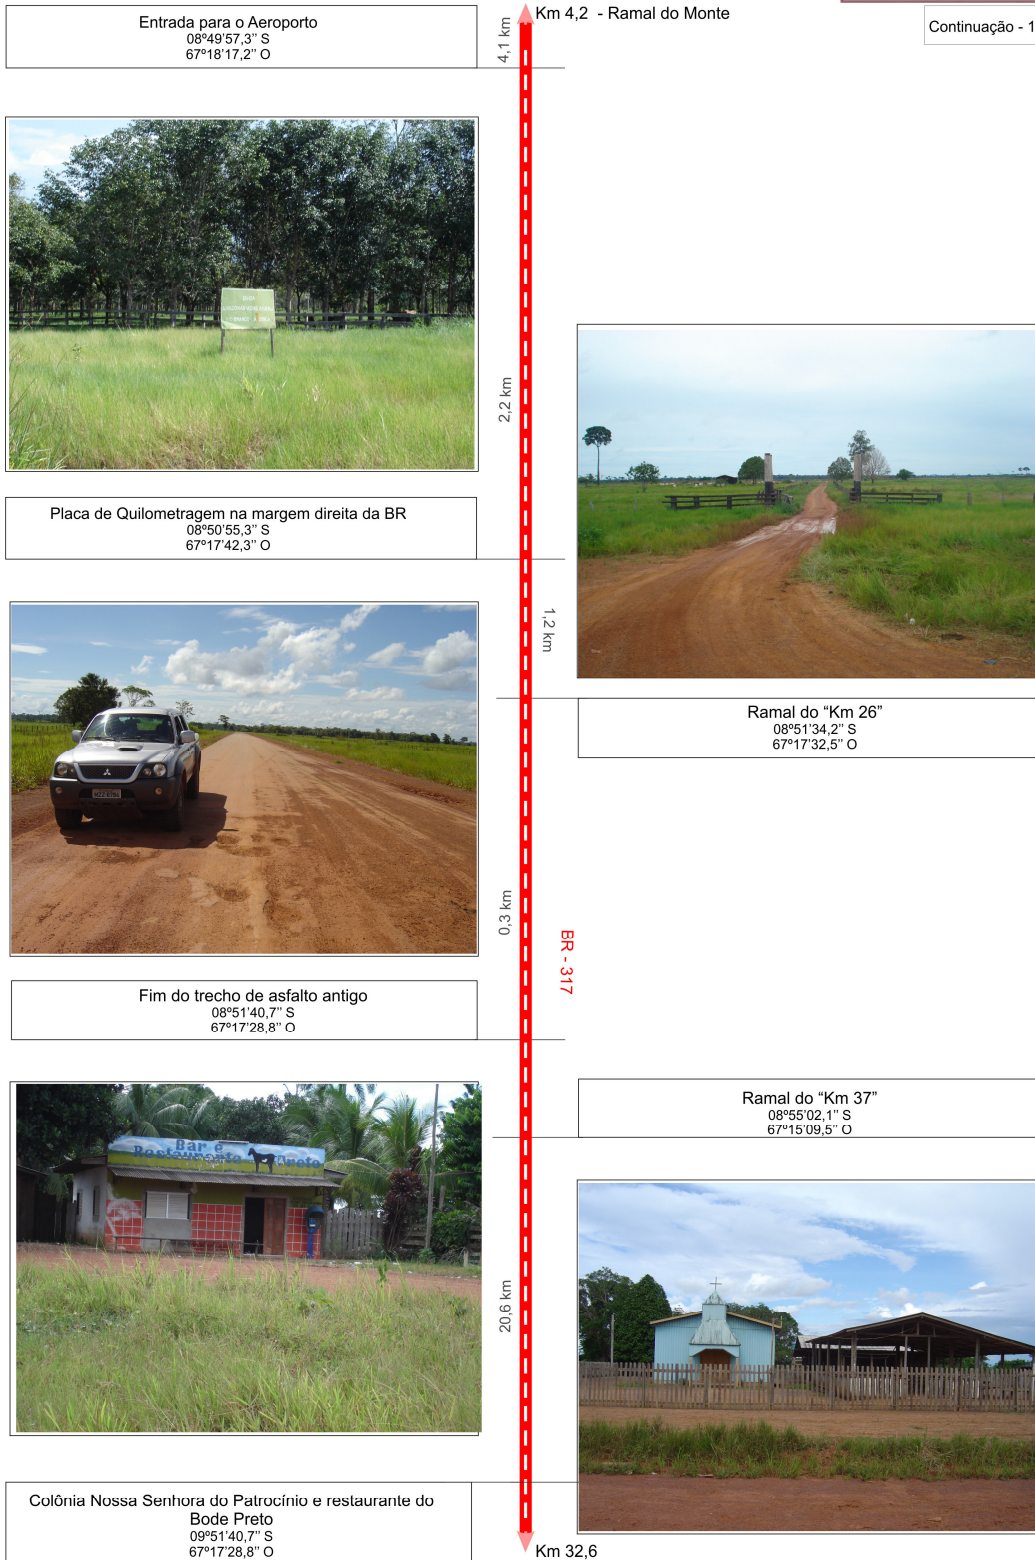 Km 4,2 - Ramal do Monte
Continuação - 1
Entrada para o Aeroporto
08º49'57,3” S
67º18'17,2” O
4,1 km
2,2 km
Placa de Quilometragem na margem direita da BR
08º50'55,3” S
67º17'42,3” O
1,2 km
Ramal do “Km 26”
08º51'34,2” S
67º17'32,5” O
0,3 km
BR - 317
Fim do trecho de asfalto antigo
08º51'40,7” S
67º17'28,8” O
Ramal do “Km 37”
08º55'02,1” S
67º15'09,5” O
Bar e
Restaurante
Preto
20,6 km
Colônia Nossa Senhora do Patrocínio e restaurante do
Bode Preto
09º51'40,7” S
67º17'28,8” O
Km 32,6